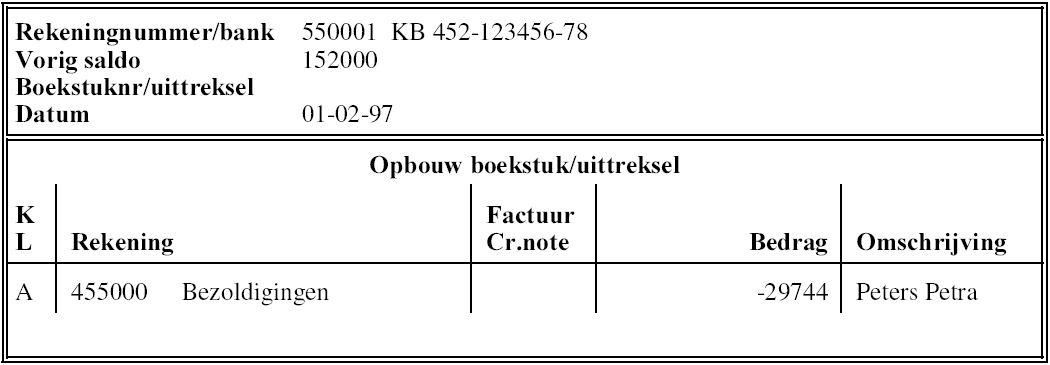 Rekeningnummer/bank 550001 KB 452-123456-78
Vorig saldo 152000
Boekstuknr/uittreksel
Datum 01-02-97
Opbouw boekstuk/uittreksel
K Factuur
L Rekening Cr.note Bedrag Omschrijving
A 455000 Bezoldigingen -29744 Peters Petra